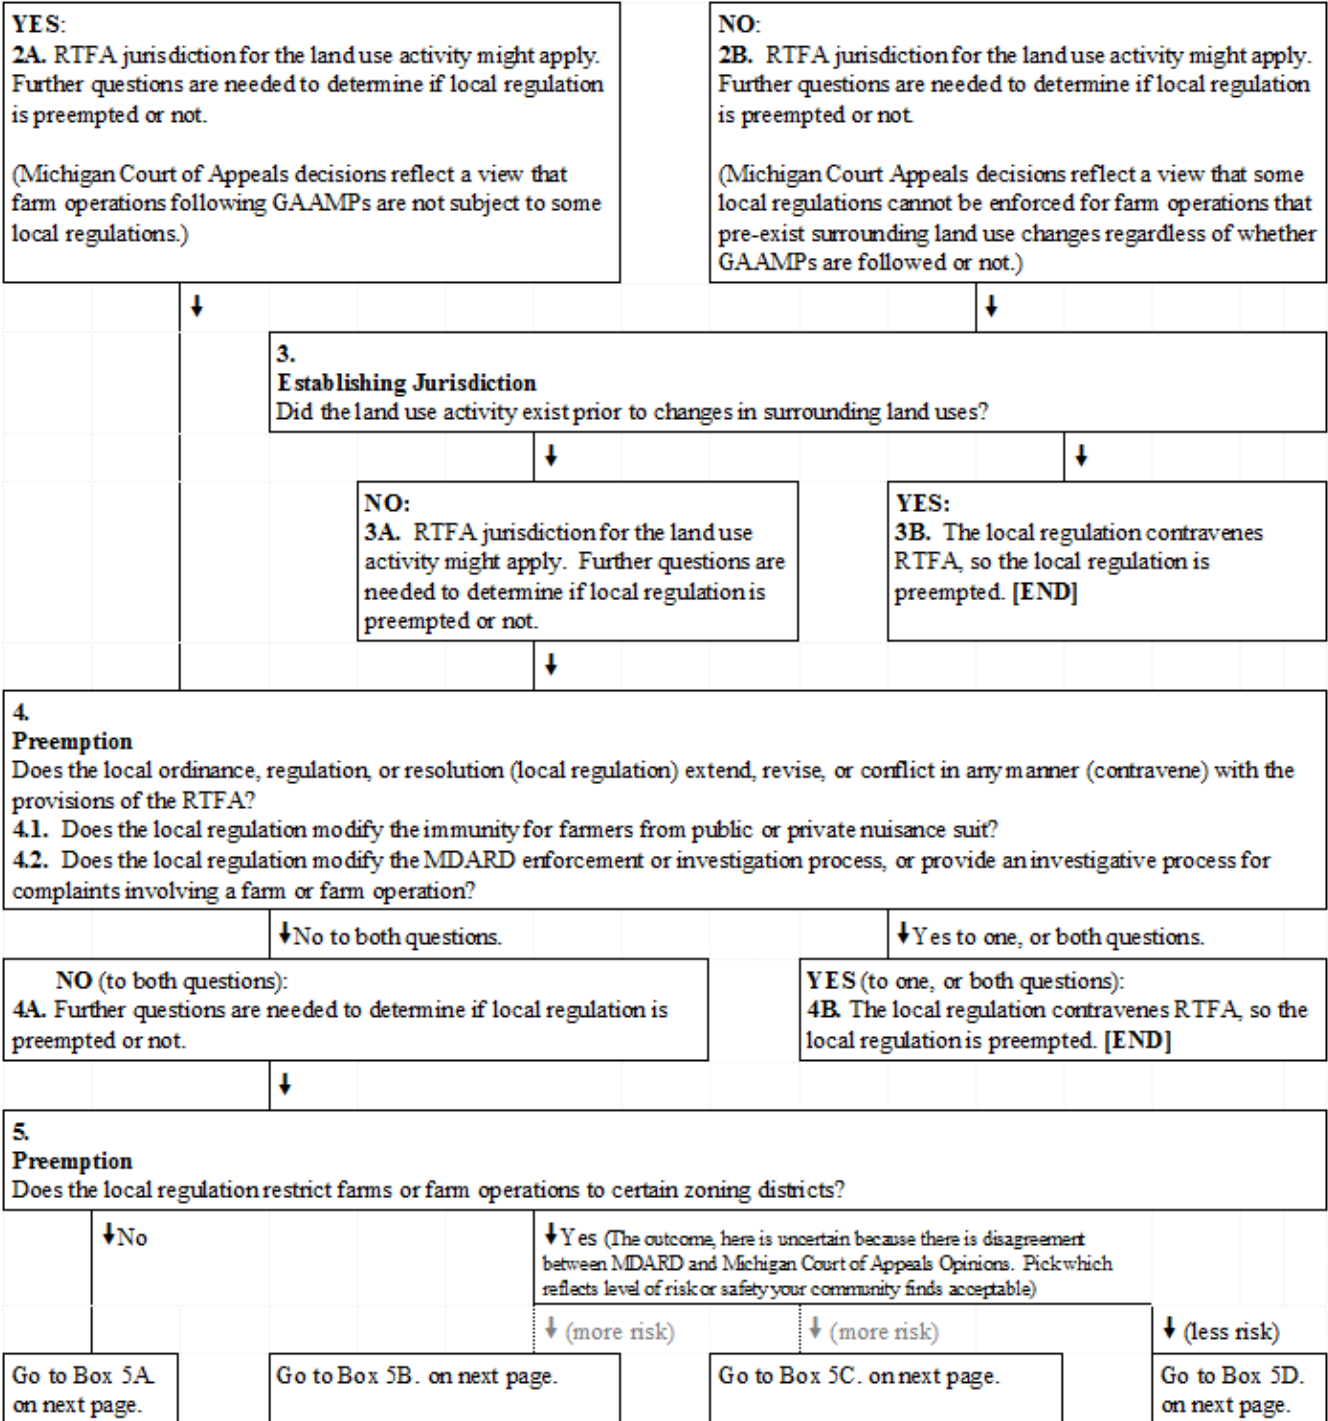 YES:
2A. RTFA jurisdiction for the land use activity might apply.
Further questions are needed to determine if local regulation
is preempted or not.
(Michigan Court of Appeals decisions reflect a view that
farm operations following GAAMPs are not subject to some
local regulations.)
NO:
2B. RTFA jurisdiction for the land use activity might apply.
Further questions are needed to determine if local regulation
is preempted or not.
(Michigan Court Appeals decisions reflect a view that some
local regulations cannot be enforced for farm operations that
pre-exist surrounding land use changes regardless of whether
GAAMPs are followed or not.)
3.
Establishing Jurisdiction
Did the land use activity exist prior to changes in surrounding land uses?
NO:
3A. RTFA jurisdiction for the land use
activity might apply. Further questions are
needed to determine if local regulation is
preempted or not.
YES:
3B. The local regulation contravenes
RTFA, so the local regulation is
preempted. [END]
4.
Preemption
Does the local ordinance, regulation, or resolution (local regulation) extend, revise, or conflict in any manner (contravene) with the
provisions of the RTFA?
4.1. Does the local regulation modify the immunity for farmers from public or private nuisance suit?
4.2. Does the local regulation modify the MDARD enforcement or investigation process, or provide an investigative process for
complaints involving a farm or farm operation?
No to both questions.
Yes to one, or both questions.
NO (to both questions):
4A. Further questions are needed to determine if local regulation is
preempted or not.
YES (to one, or both questions):
4B. The local regulation contravenes RTFA, so the
local regulation is preempted. [END]
5.
Preemption
Does the local regulation restrict farms or farm operations to certain zoning districts?
No
Yes (The outcome, here is uncertain because there is disagreement
between MDARD and Michigan Court of Appeals Opinions. Pick which
reflects level of risk or safety your community finds acceptable)
(more risk)
(more risk)
(less risk)
Go to Box 5A.
on next page.
Go to Box 5B. on next page.
Go to Box 5C. on next page.
Go to Box 5D.
on next page.